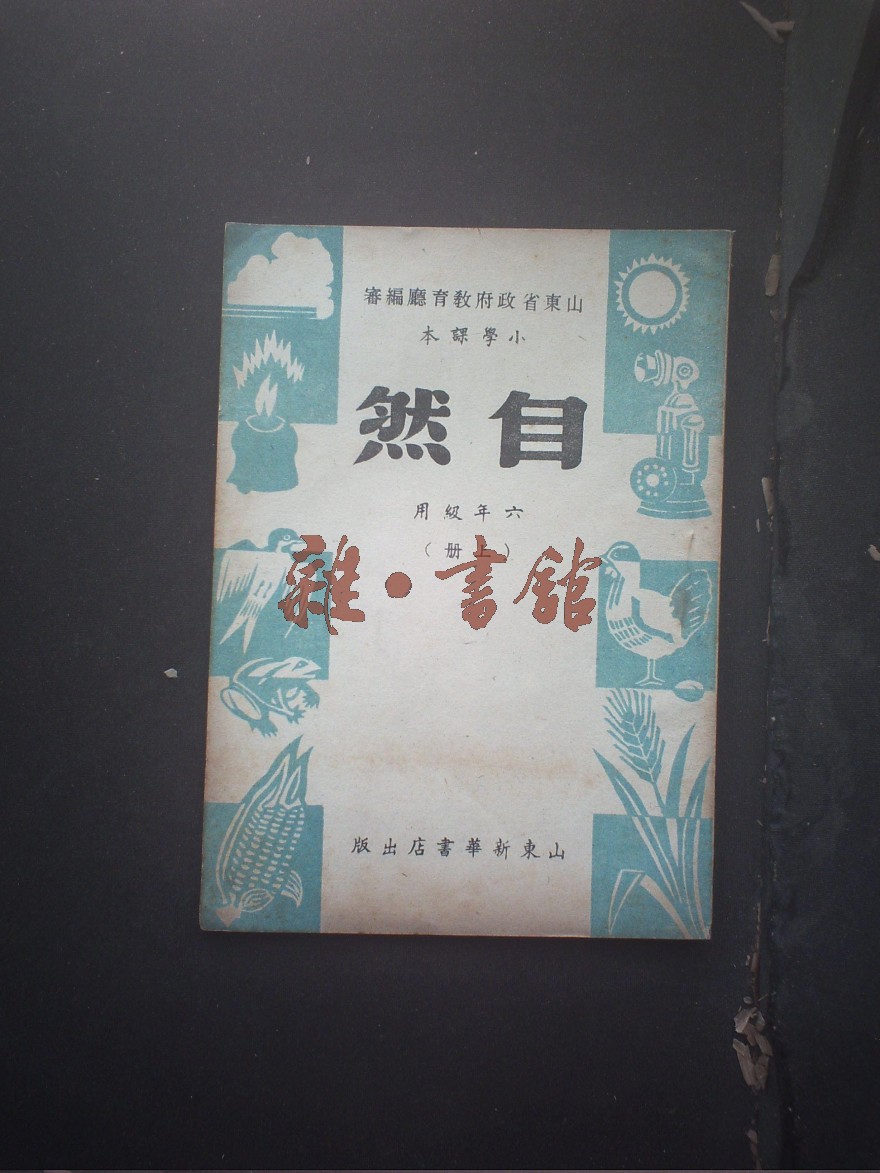 山東省政府教育廳編審
小學課本
自然
六年級用
（上册）
雜·書館
山東新華書店出版